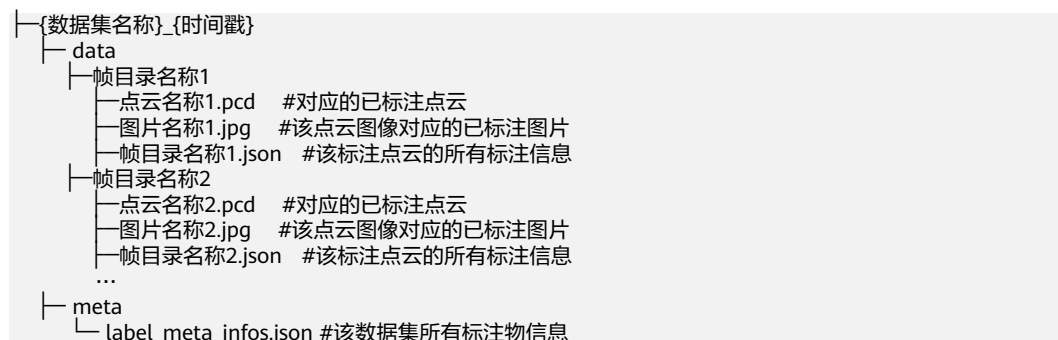 ├─{数据集名称}_{时间戳}
├─ data
├─帧目录名称1
├─点云名称1.pcd #对应的已标注点云
├─图片名称1.jpg #该点云图像对应的已标注图片
├─帧目录名称1.json #该标注点云的所有标注信息
├─帧目录名称2
├─点云名称2.pcd #对应的已标注点云
├─图片名称2.jpg #该点云图像对应的已标注图片
├─帧目录名称2.json #该标注点云的所有标注信息
...
├─ meta
└─ label_meta_infos.json #该数据集所有标注物信息